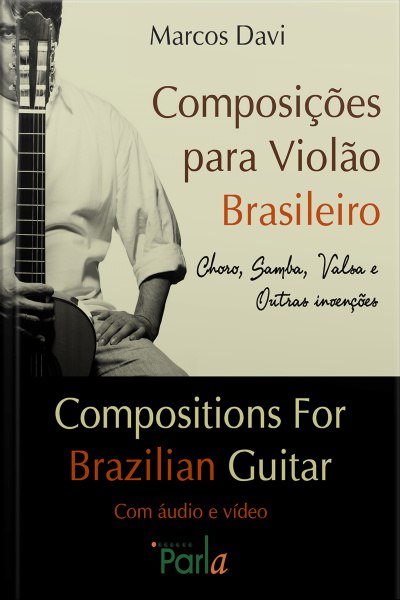 Marcos Davi
Composições
para Violão
Brasileiro
Choro, Samba, Valsa e
Outras invenções
Compositions For
Brazilian Guitar
Com áudio e vídeo
Parla